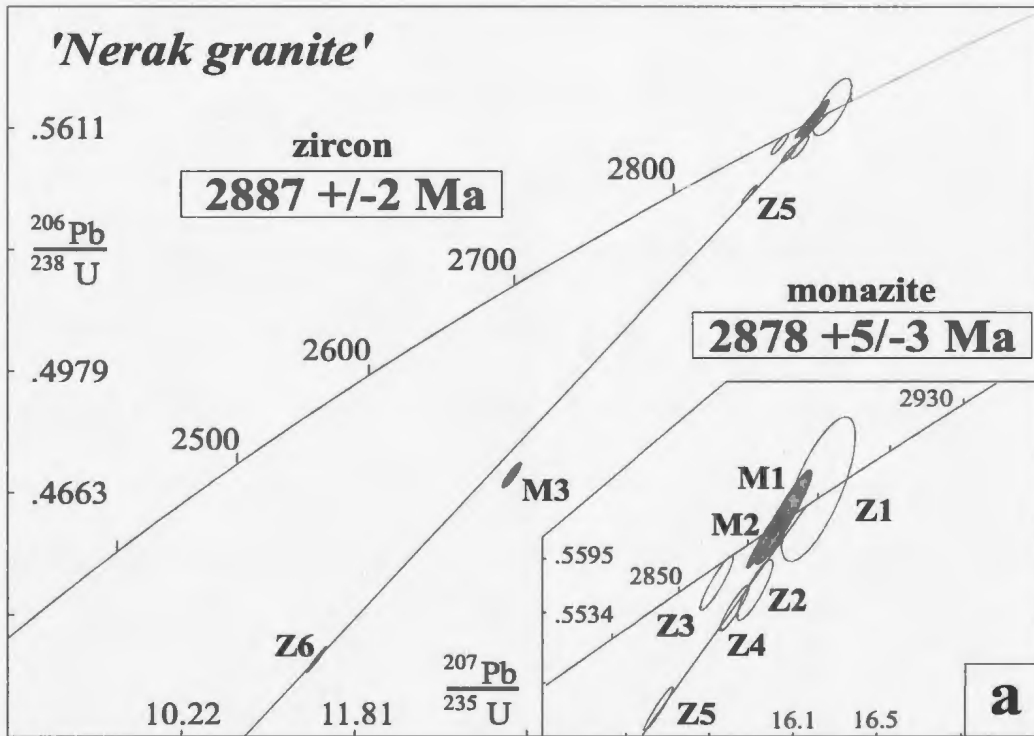 'Nerak granite'
.5611
zircon
2887 +/-2 Ma
2800
Z5
206Pb
238 U
2700
monazite
2878 +5/-3 Ma
2600
.4979
2930
2500
M1
.4663
M3
Z1
M2
.5595
2850
Z2
.5534
Z3
Z4
Z6
207Pb
235 U
Z5
a
10.22
11.81
16.1
16.5